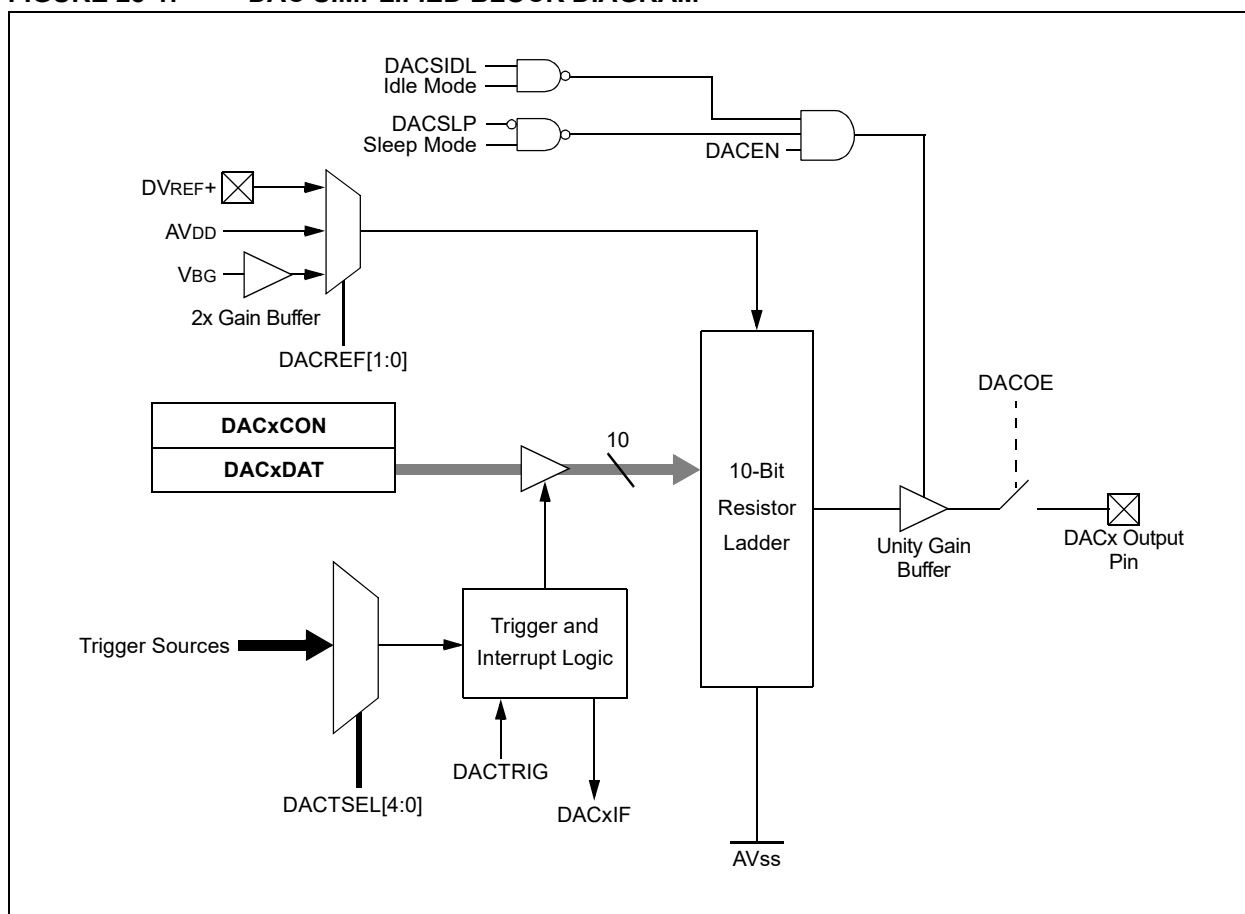 DACSIDL
Idle Mode
DACSLP
Sleep Mode
DACEN
DVREF+
AVDD
VBG
2x Gain Buffer
DACREF[1:0]
DACxCON
DACxDAT
10
10-Bit
Resistor
Ladder
DACOE
Unity Gain
Buffer
DACx Output
Pin
Trigger Sources
Trigger and
Interrupt Logic
DACTRIG
DACTSEL[4:0]
DACxIF
AVss